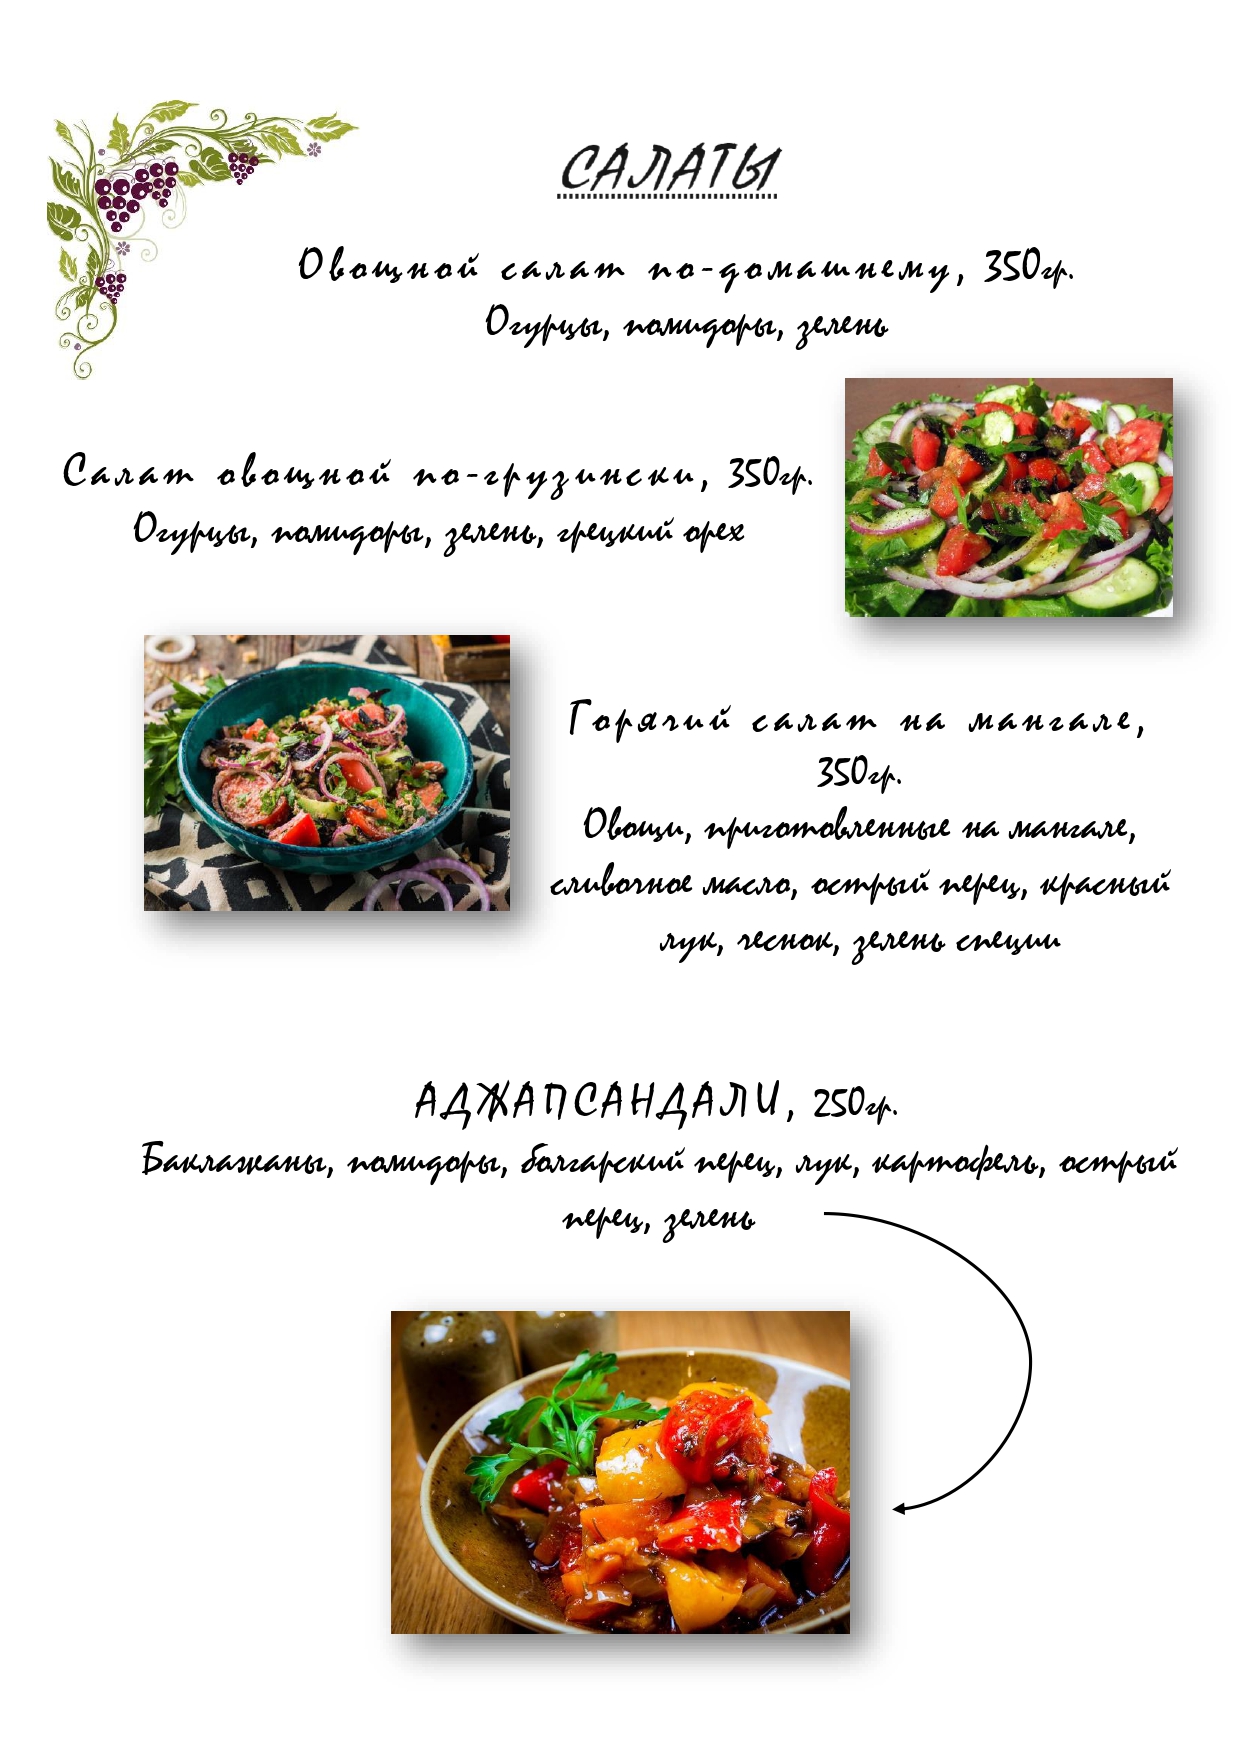 САЛАТЫ
Овощной салат по-домашнему, 350гр.
Огурцы, помидоры, зелень
Салат овощной по-грузински, 350гр.
Огурцы, помидоры, зелень, грецкий орех
Горячий салат на мангале,
350гр.
Овощи, приготовленные на мангале,
сливочное масло, острый перец, красный
лук, чеснок, зелень специи
АДЖАПСАНДАЛИ, 250гр.
Баклажаны, помидоры, болгарский перец, лук, картофель, острый
перец, зелень